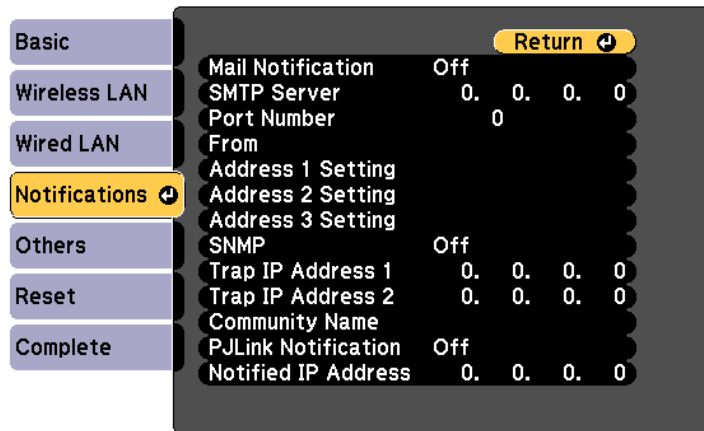 Basic
Wireless LAN
Wired LAN
Notifications
Others
Reset
Complete
Return
Mail Notification Off
SMTP Server 0. 0. 0. 0
Port Number 0
From
Address 1 Setting
Address 2 Setting
Address 3 Setting
SNMP Off
Trap IP Address 1 0. 0. 0. 0
Trap IP Address 2 0. 0. 0. 0
Community Name
PJLink Notification Off
Notified IP Address 0. 0. 0. 0